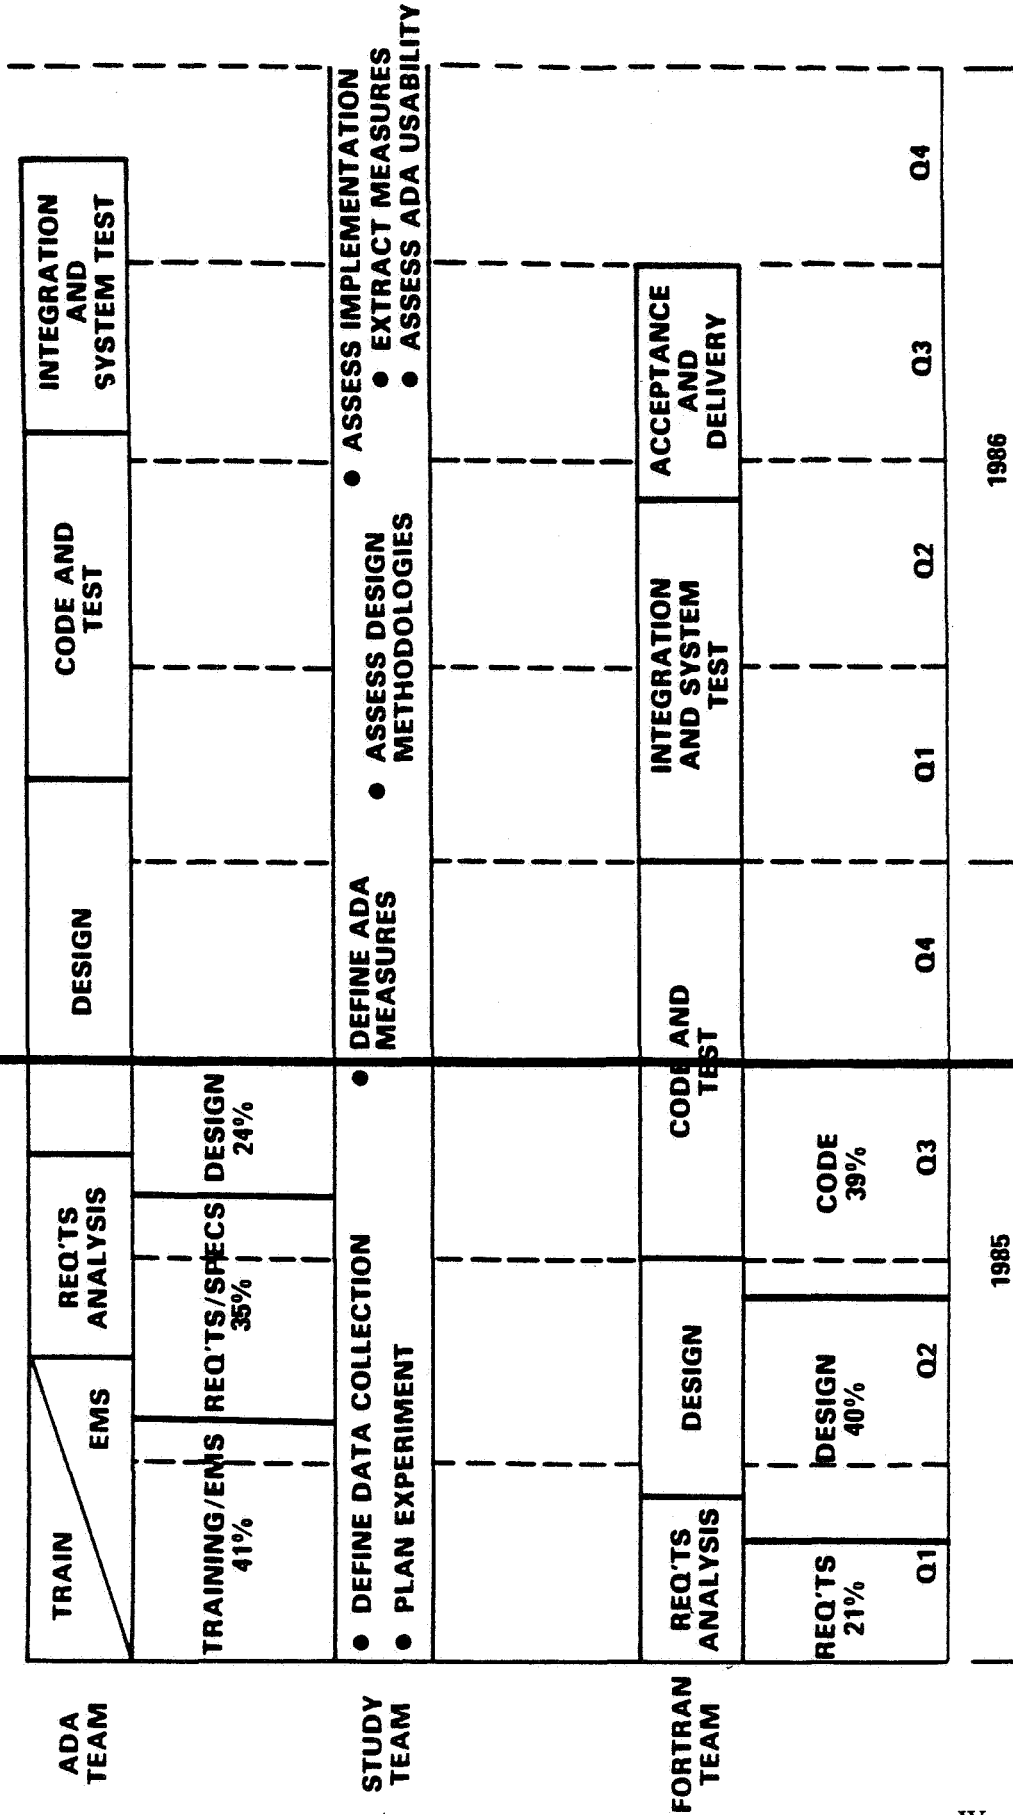 ADA
TEAM
TRAIN
EMS
REQ'TS
ANALYSIS
DESIGN
CODE AND
TEST
INTEGRATION
AND
SYSTEM TEST
TRAINING/EMS
41%
REQ'TS/SPECS
35%
DESIGN
24%
STUDY
TEAM
● DEFINE DATA COLLECTION
● PLAN EXPERIMENT
● DEFINE ADA
MEASURES
● ASSESS DESIGN
METHODOLOGIES
● ASSESS IMPLEMENTATION
● EXTRACT MEASURES
● ASSESS ADA USABILITY
FORTRAN
TEAM
REQ'TS
ANALYSIS
DESIGN
CODE AND
TEST
INTEGRATION
AND SYSTEM
TEST
ACCEPTANCE
AND
DELIVERY
REQ'TS
21%
DESIGN
40%
CODE
39%
Q1
Q2
Q3
Q4
Q1
Q2
Q3
Q4
1985
1986